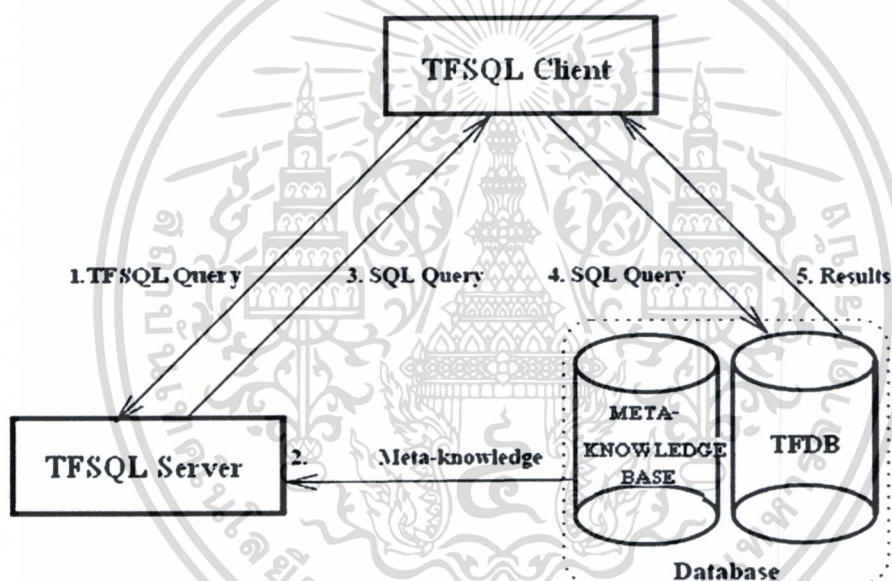 TFSQL Client
1.TFSQL Query
3. SQL Query
4. SQL Query
5. Results
TFSQL Server
2.
Meta-knowledge
META-
KNOWLEDGE
BASE
TFDB
Database